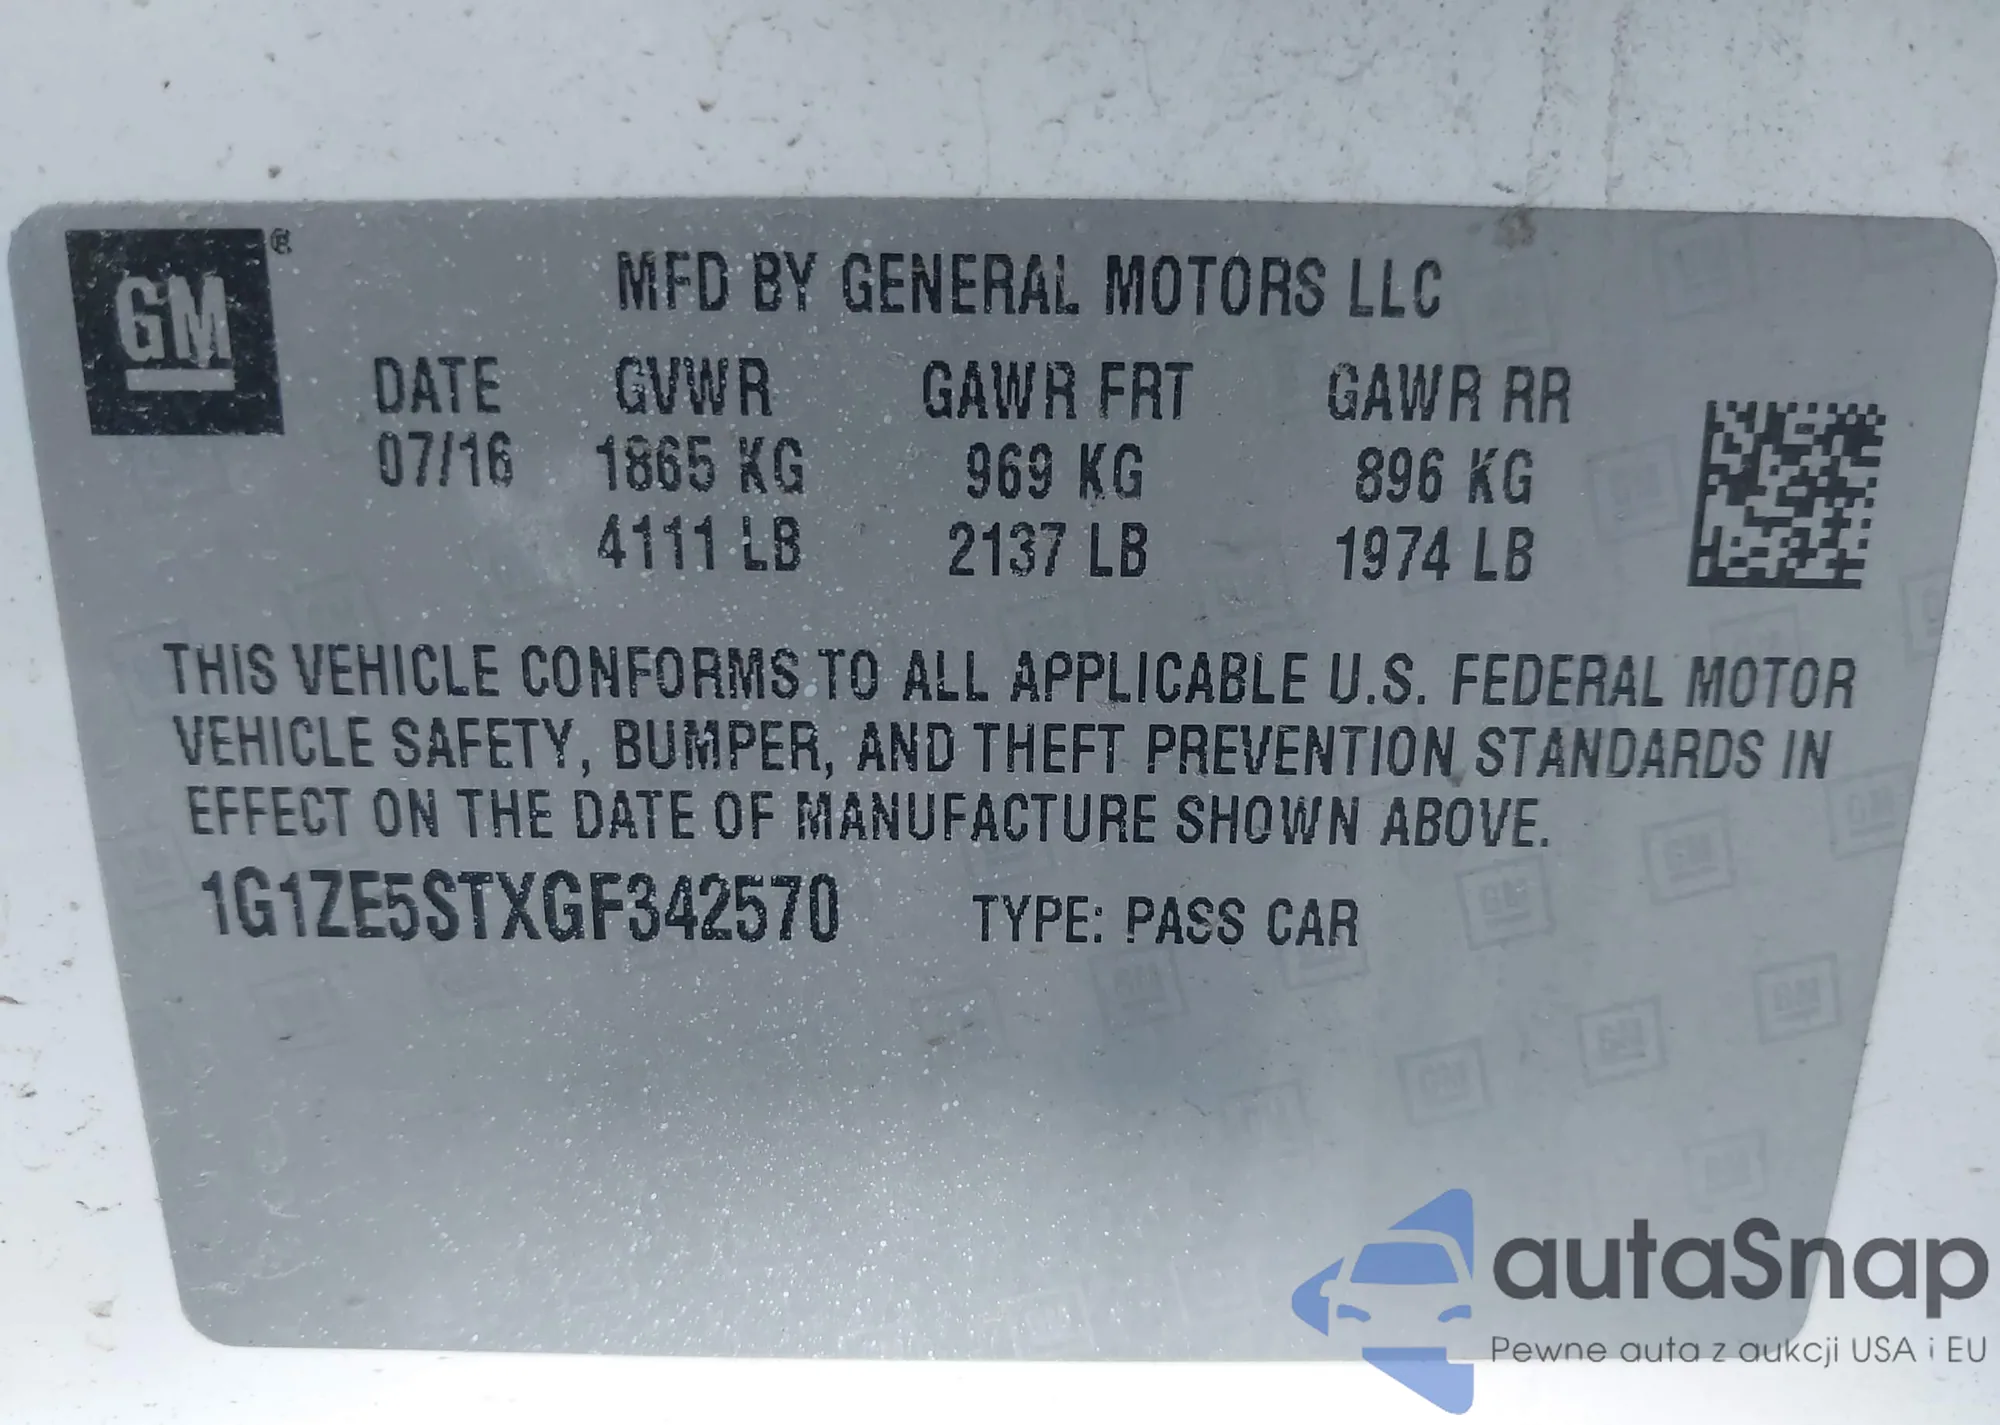 GM ®
MFD BY GENERAL MOTORS LLC
DATE GVWR GAWR FRT GAWR RR
07/16 1865 KG 969 KG 896 KG
4111 LB 2137 LB 1974 LB
THIS VEHICLE CONFORMS TO ALL APPLICABLE U.S. FEDERAL MOTOR
VEHICLE SAFETY, BUMPER, AND THEFT PREVENTION STANDARDS IN
EFFECT ON THE DATE OF MANUFACTURE SHOWN ABOVE.
1G1ZE5STXGF342570 TYPE: PASS CAR
autaSnap
Pewne auta z aukcji USA i EU